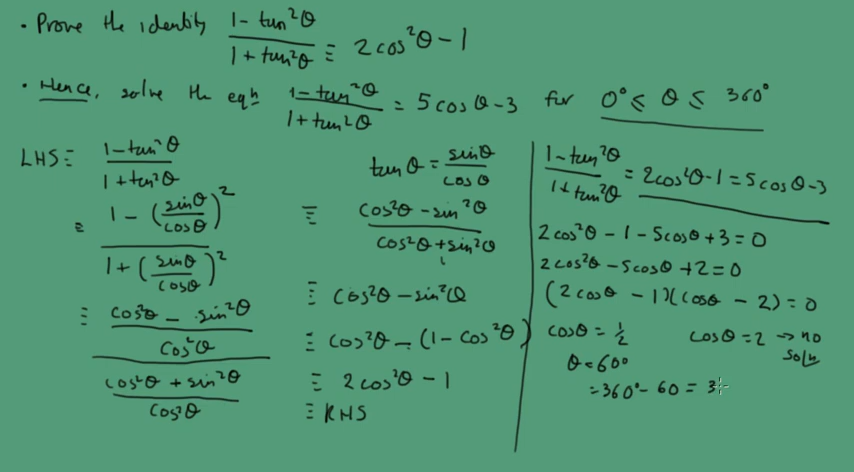 • Prove the identity (1 - tan²θ)/(1 + tan²θ) ≡ 2cos²θ - 1
• Hence, solve the eqn (1 - tan²θ)/(1 + tan²θ) = 5cosθ - 3 for 0° ≤ θ ≤ 360°
LHS ≡ (1 - tan²θ)/(1 + tan²θ)
≡ (1 - (sinθ/cosθ)²)/(1 + (sinθ/cosθ)²)
≡ ((cos²θ - sin²θ)/cos²θ)/((cos²θ + sin²θ)/cos²θ)
tanθ = sinθ/cosθ
≡ (cos²θ - sin²θ)/(cos²θ + sin²θ)
≡ cos²θ - sin²θ
≡ cos²θ - (1 - cos²θ)
≡ 2cos²θ - 1
≡ RHS
(1 - tan²θ)/(1 + tan²θ) = 2cos²θ - 1 = 5cosθ - 3
2cos²θ - 1 - 5cosθ + 3 = 0
2cos²θ - 5cosθ + 2 = 0
(2cosθ - 1)(cosθ - 2) = 0
cosθ = 1/2 cosθ = 2 → no
soln
θ = 60°
= 360° - 60 = 3